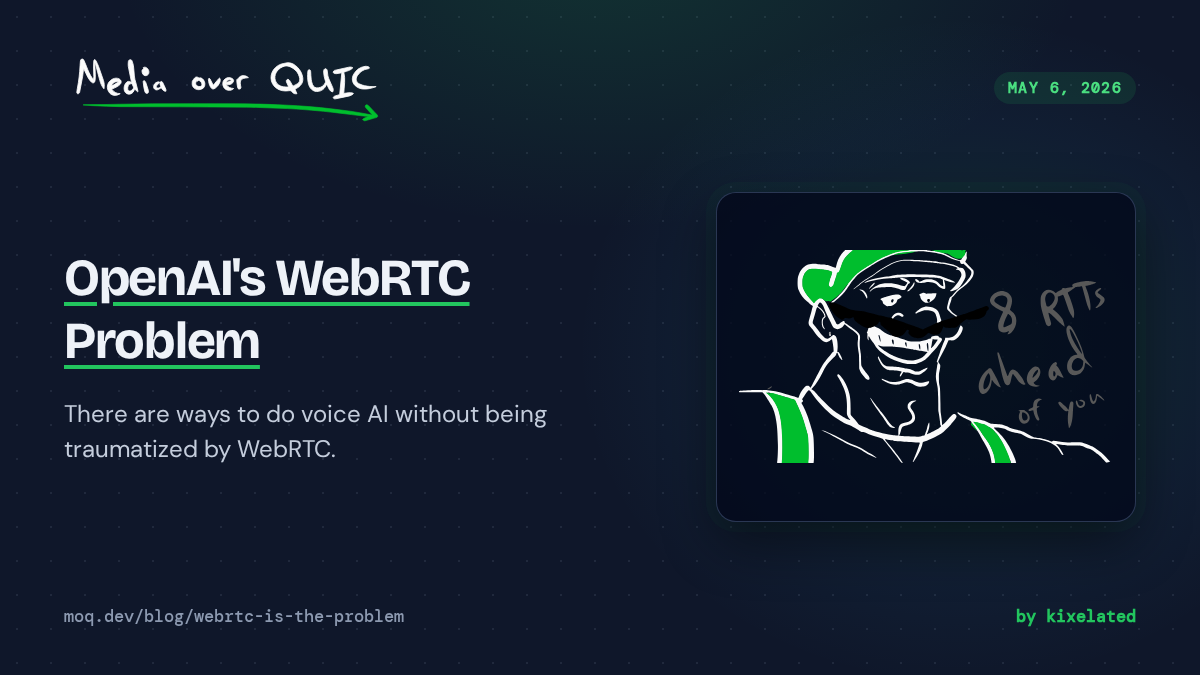 Media over QUIC
MAY 6, 2026
OpenAI's WebRTC
Problem
There are ways to do voice AI without being
traumatized by WebRTC.
8 RTTs
ahead
of you
moq.dev/blog/webrtc-is-the-problem
by kixelated